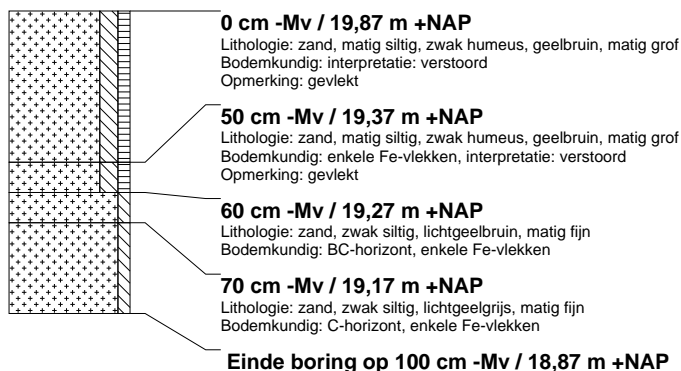 0 cm -Mv / 19,87 m +NAP
Lithologie: zand, matig siltig, zwak humeus, geelbruin, matig grof
Bodemkundig: interpretatie: verstoord
Opmerking: gevlekt
50 cm -Mv / 19,37 m +NAP
Lithologie: zand, matig siltig, zwak humeus, geelbruin, matig grof
Bodemkundig: enkele Fe-vlekken, interpretatie: verstoord
Opmerking: gevlekt
60 cm -Mv / 19,27 m +NAP
Lithologie: zand, zwak siltig, lichtgeelbruin, matig fijn
Bodemkundig: BC-horizont, enkele Fe-vlekken
70 cm -Mv / 19,17 m +NAP
Lithologie: zand, zwak siltig, lichtgeelgrijs, matig fijn
Bodemkundig: C-horizont, enkele Fe-vlekken
Einde boring op 100 cm -Mv / 18,87 m +NAP